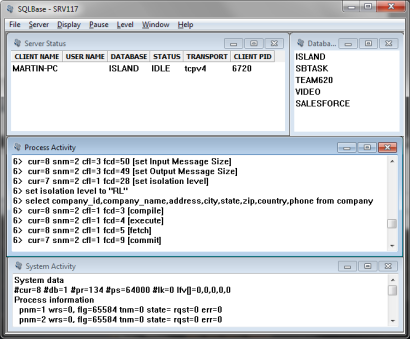 SQLBase - SRV117
File Server Display Pause Level Window Help
Server Status
CLIENT NAME USER NAME DATABASE STATUS TRANSPORT CLIENT PID
MARTIN-PC ISLAND IDLE tcpv4 6720
Databa...
ISLAND
SBTASK
TEAM620
VIDEO
SALESFORCE
Process Activity
6> cur=8 snm=2 cfl=3 fcd=50 [set Input Message Size]
6> cur=8 snm=2 cfl=3 fcd=49 [set Output Message Size]
6> cur=7 snm=2 cfl=1 fcd=28 [set isolation level]
6> set isolation level to "RL"
6> select company_id,company_name,address,city,state,zip,country,phone from company
6> cur=8 snm=2 cfl=1 fcd=3 [compile]
6> cur=8 snm=2 cfl=1 fcd=4 [execute]
6> cur=8 snm=2 cfl=1 fcd=5 [fetch]
6> cur=7 snm=2 cfl=1 fcd=9 [commit]
System Activity
System data
#cur=8 #db=1 #pr=134 #ps=64000 #lk=0 lfv[]=0,0,0,0,0
Process information
pnm=1 wrs=0, flg=65584 tnm=0 state= rqst=0 err=0
pnm=2 wrs=0, flg=65584 tnm=0 state= rqst=0 err=0